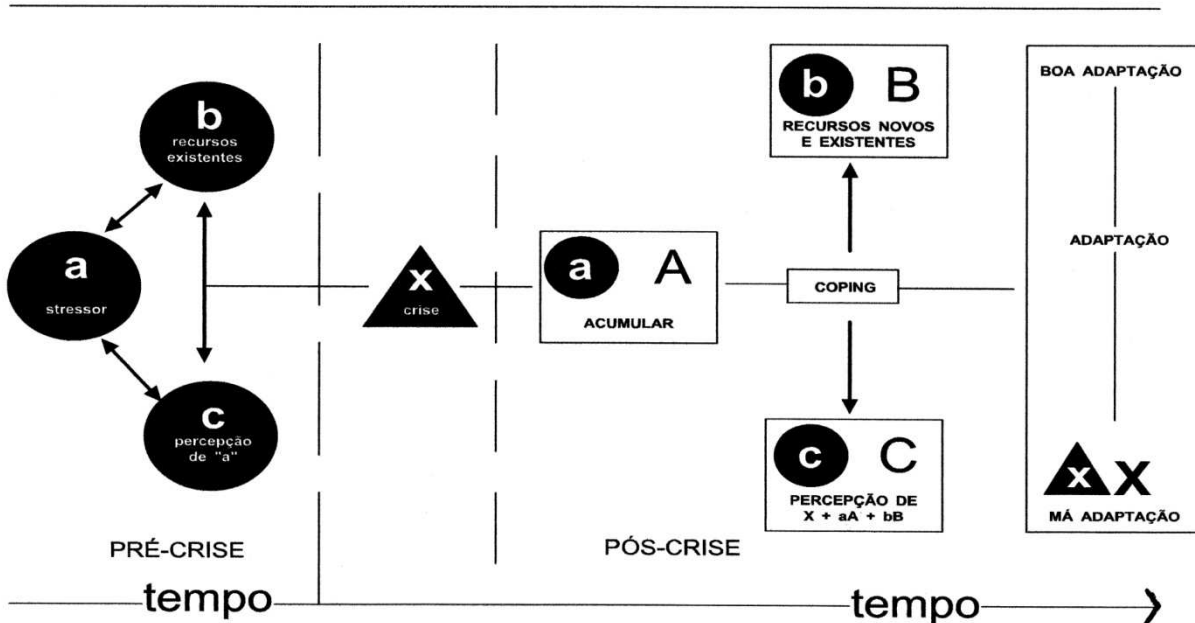 b
recursos
existentes
a
stressor
c
percepção
de "a"
PRÉ-CRISE
x
crise
a A
ACUMULAR
b B
RECURSOS NOVOS
E EXISTENTES
COPING
c C
PERCEPÇÃO DE
X + aA + bB
PÓS-CRISE
BOA ADAPTAÇÃO
ADAPTAÇÃO
x X
MÁ ADAPTAÇÃO
tempo
tempo